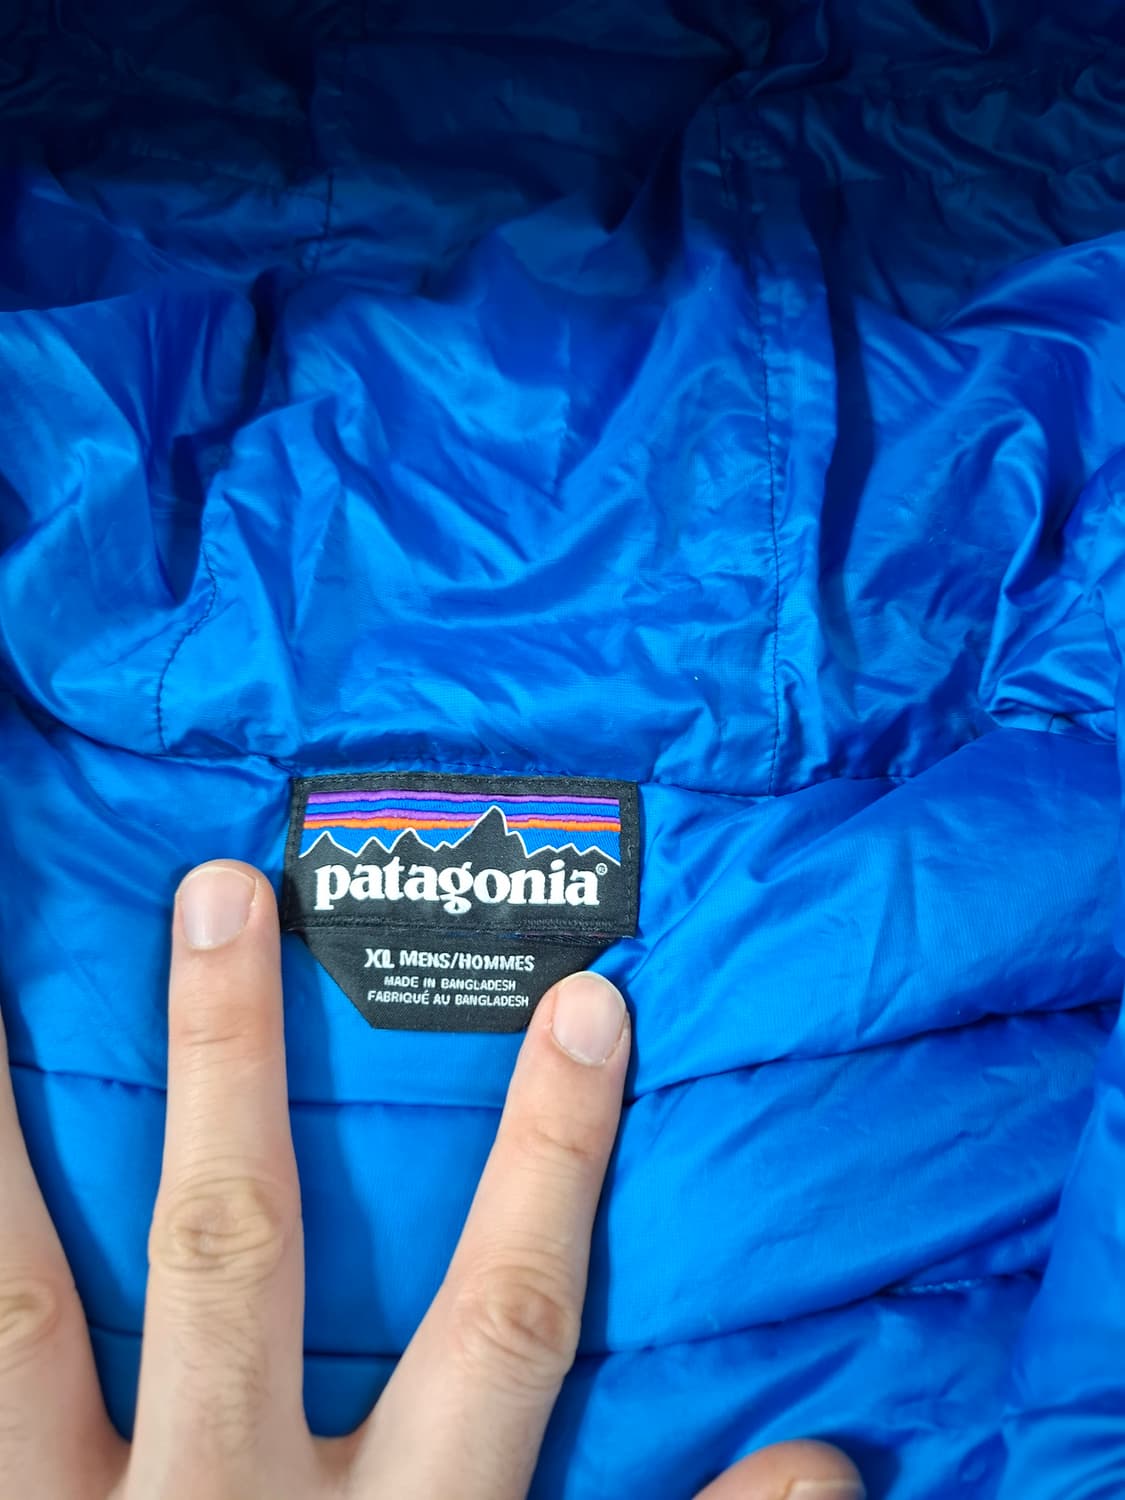 patagonia®
XL MENS/HOMMES
MADE IN BANGLADESH
FABRIQUÉ AU BANGLADESH